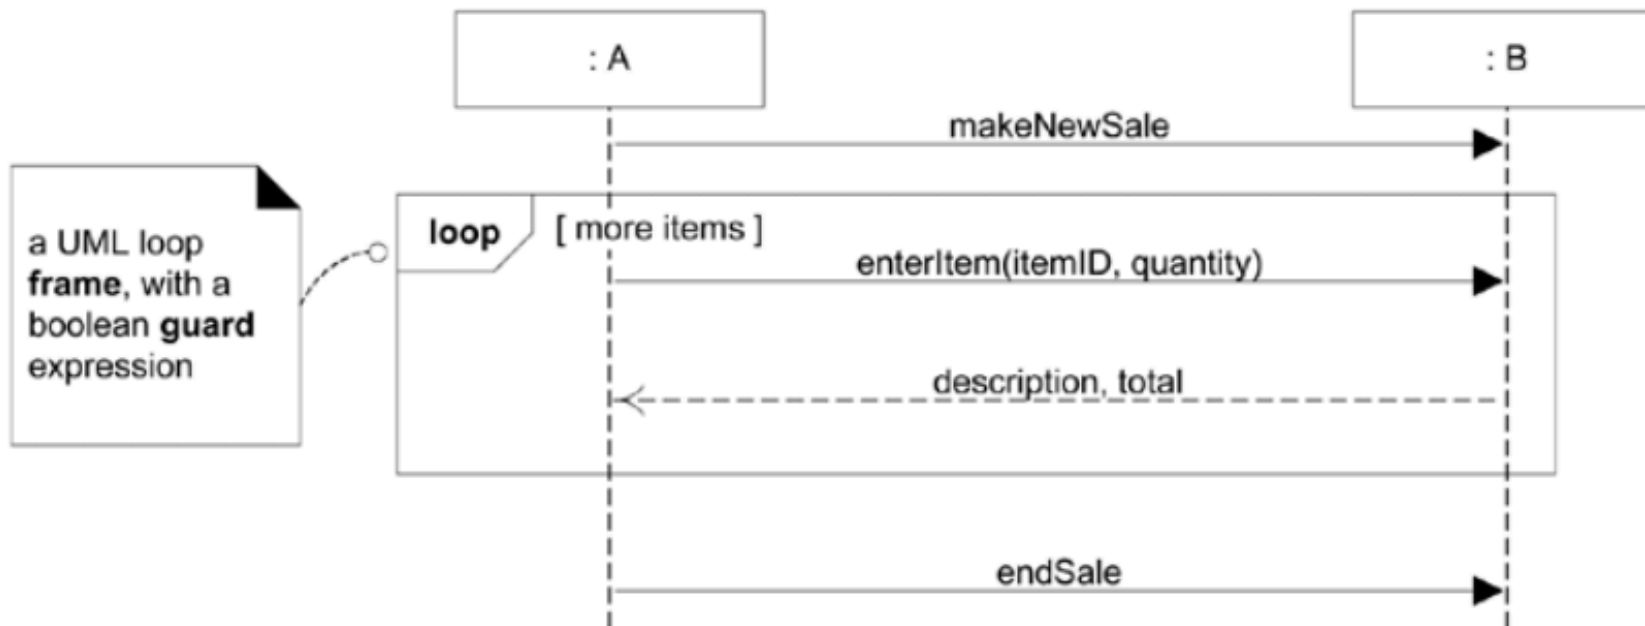 : A
: B
makeNewSale
a UML loop
frame, with a
boolean guard
expression
loop
[ more items ]
enterItem(itemID, quantity)
description, total
endSale